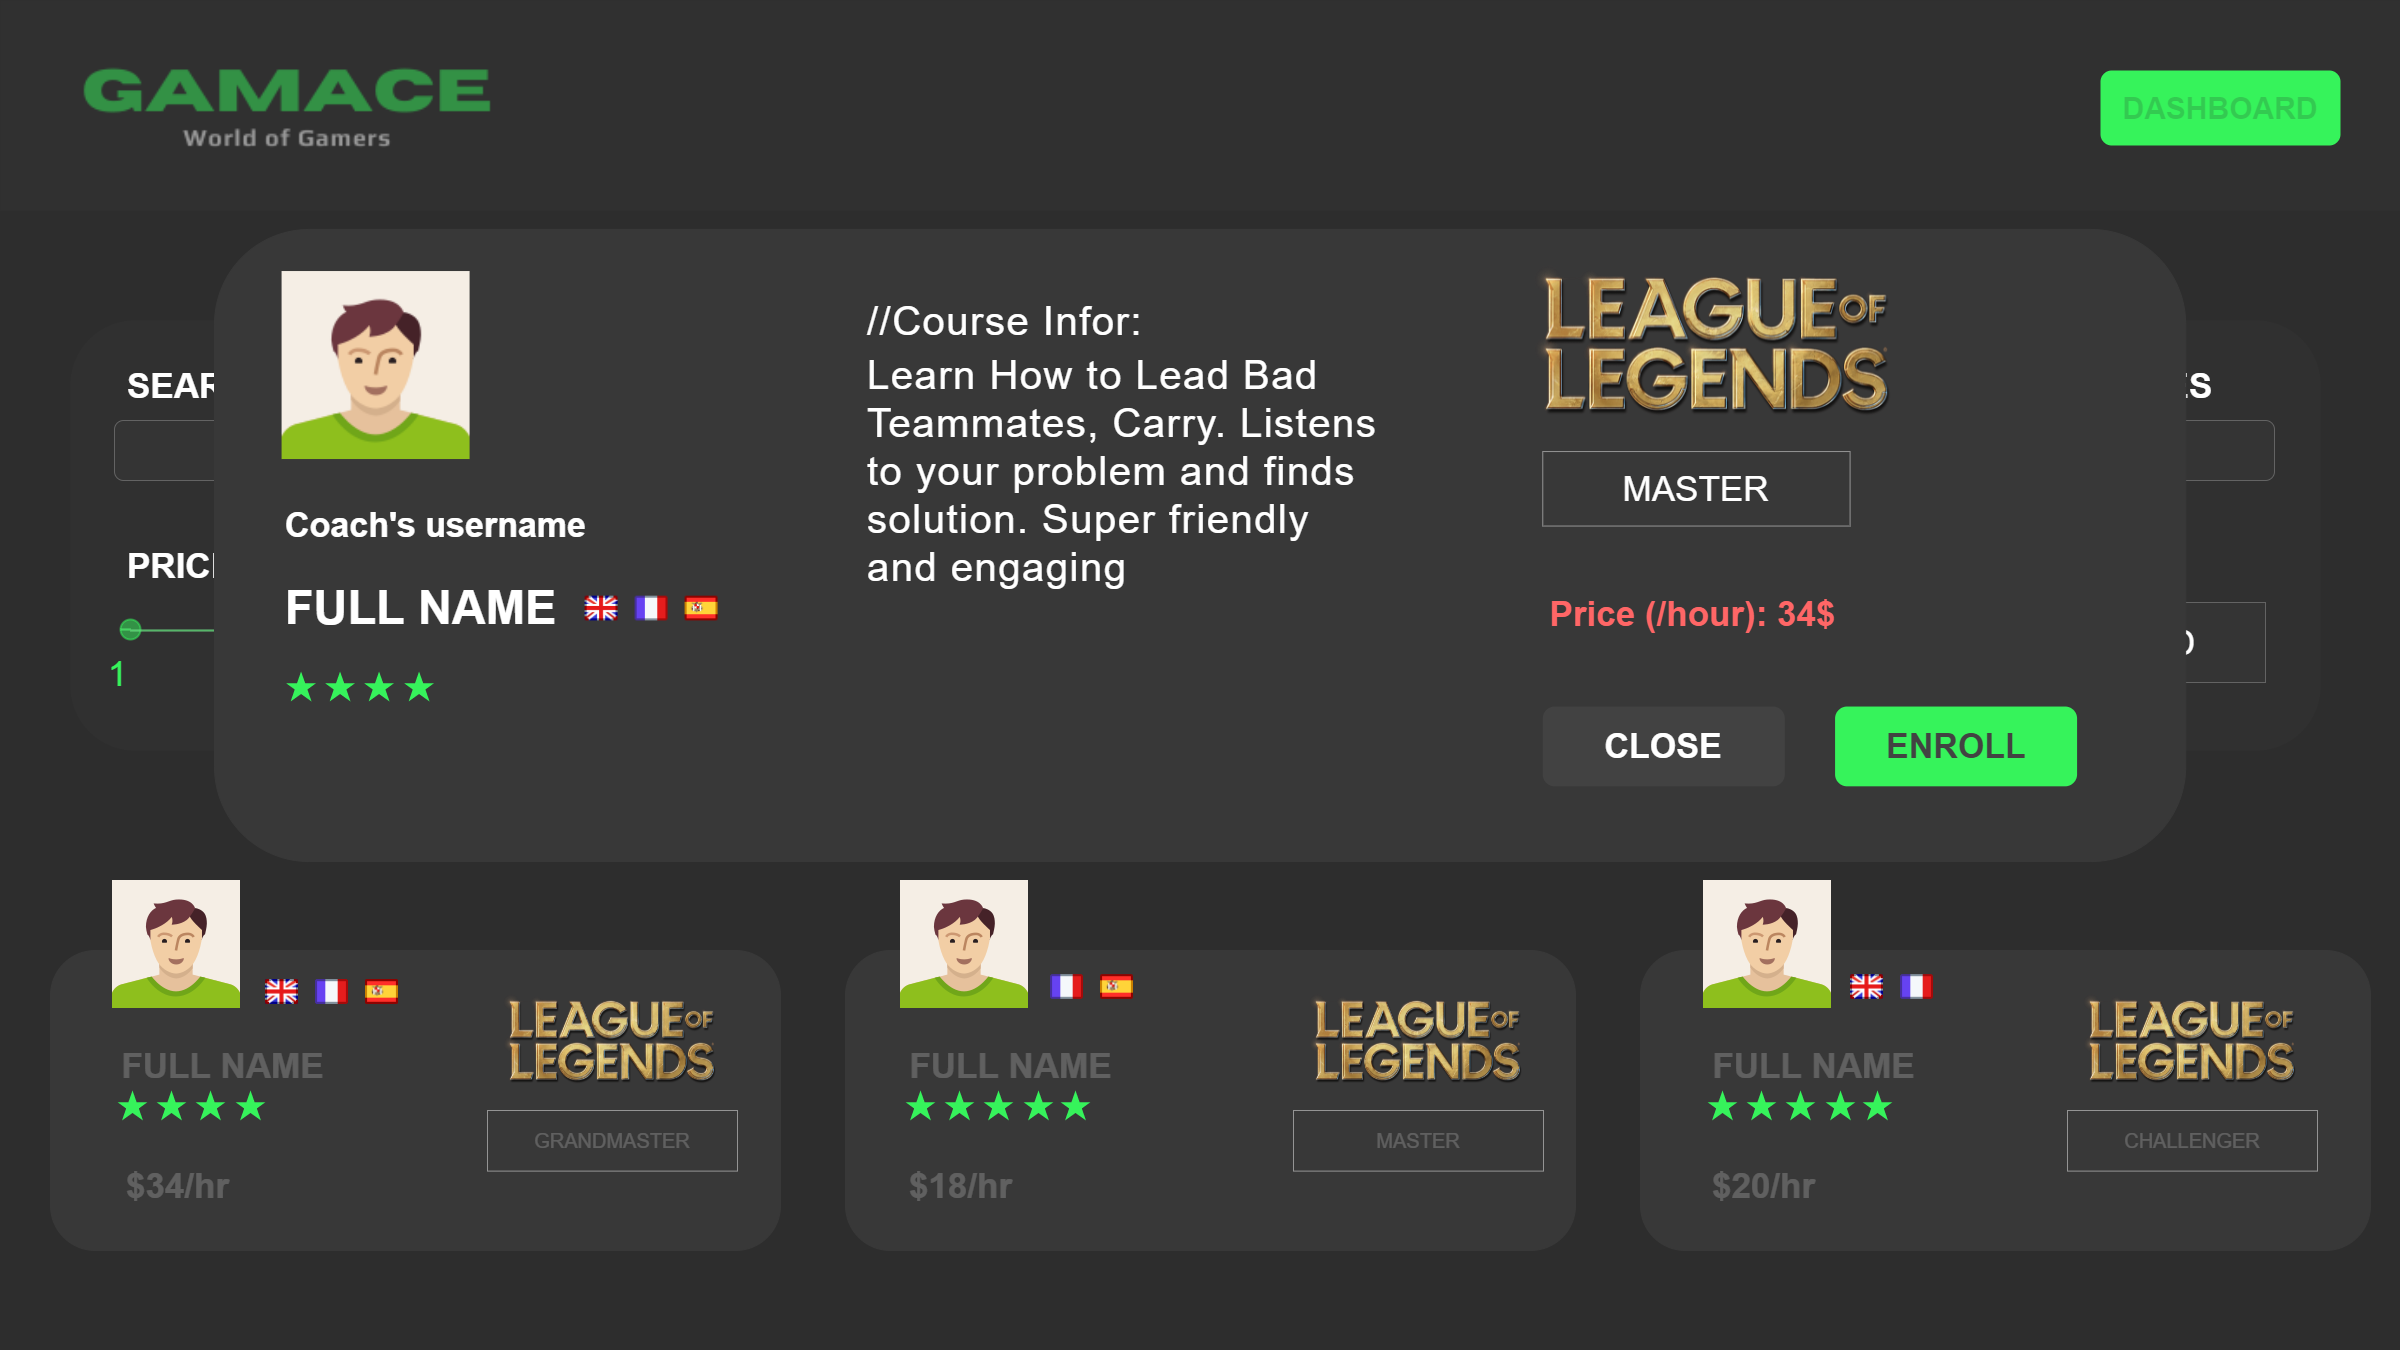 GAMACE
World of Gamers
DASHBOARD
//Course Infor:
Learn How to Lead Bad
Teammates, Carry. Listens
to your problem and finds
solution. Super friendly
and engaging
LEAGUE OF
LEGENDS
MASTER
Coach's username
FULL NAME
Price (/hour): 34$
1
CLOSE
ENROLL
FULL NAME
$34/hr
LEAGUE OF
LEGENDS
GRANDMASTER
FULL NAME
$18/hr
LEAGUE OF
LEGENDS
MASTER
FULL NAME
$20/hr
LEAGUE OF
LEGENDS
CHALLENGER